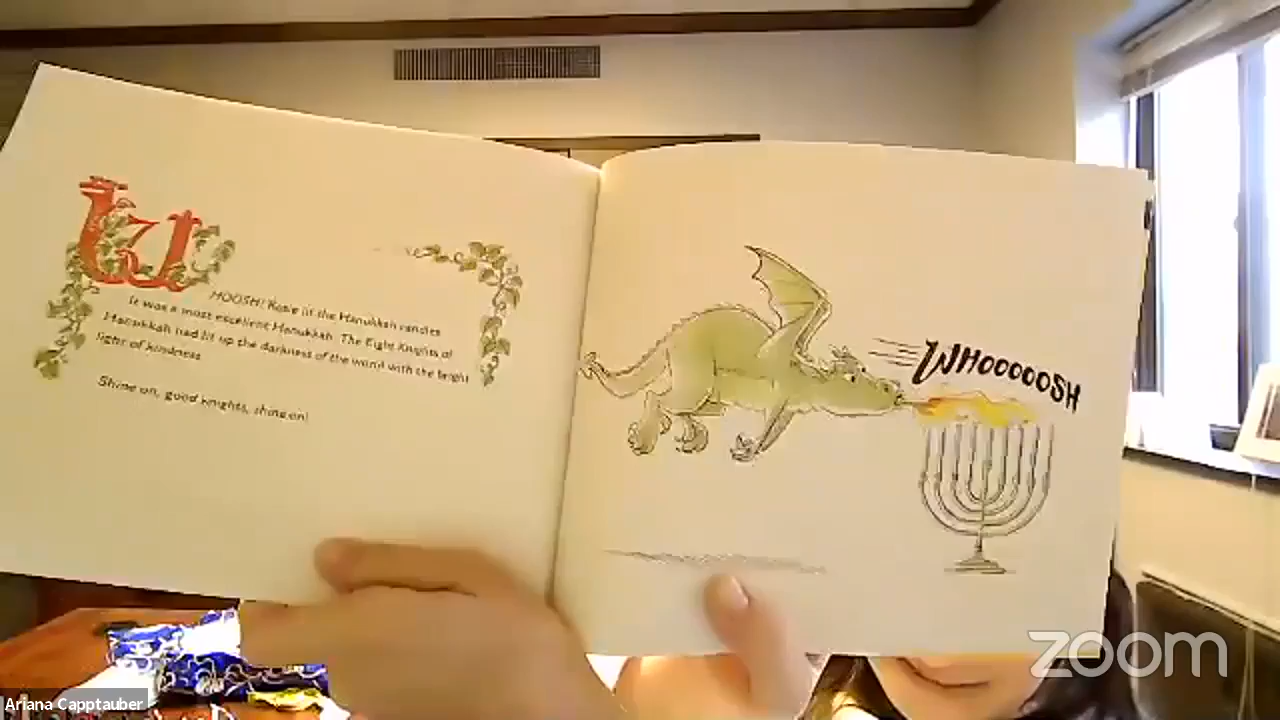 WHOOSH! Rosie lit the Hanukkah candles
It was a most excellent Hanukkah. The Eight Knights of
Hanukkah had lit up the darkness of the world with the bright
light of kindness
Shine on, good knights, shine on!
WHOOOOOSH
zoom
Ariana Capptauber